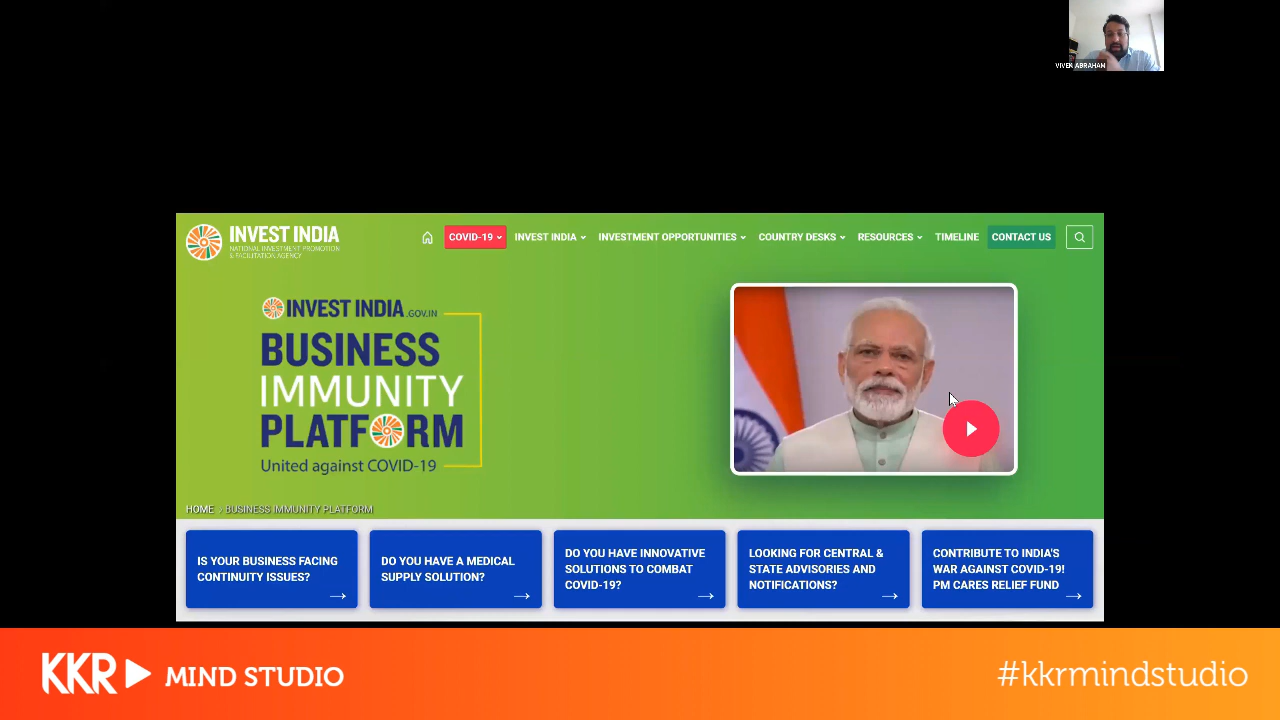 VIVEK ABRAHAM
INVEST INDIA
NATIONAL INVESTMENT PROMOTION
& FACILITATION AGENCY
COVID-19
INVEST INDIA
INVESTMENT OPPORTUNITIES
COUNTRY DESKS
RESOURCES
TIMELINE
CONTACT US
INVEST INDIA.GOV.IN
BUSINESS
IMMUNITY
PLATFORM
United against COVID-19
HOME > BUSINESS IMMUNITY PLATFORM
IS YOUR BUSINESS FACING
CONTINUITY ISSUES?
DO YOU HAVE A MEDICAL
SUPPLY SOLUTION?
DO YOU HAVE INNOVATIVE
SOLUTIONS TO COMBAT
COVID-19?
LOOKING FOR CENTRAL &
STATE ADVISORIES AND
NOTIFICATIONS?
CONTRIBUTE TO INDIA'S
WAR AGAINST COVID-19!
PM CARES RELIEF FUND
KKR MIND STUDIO
#kkrmindstudio